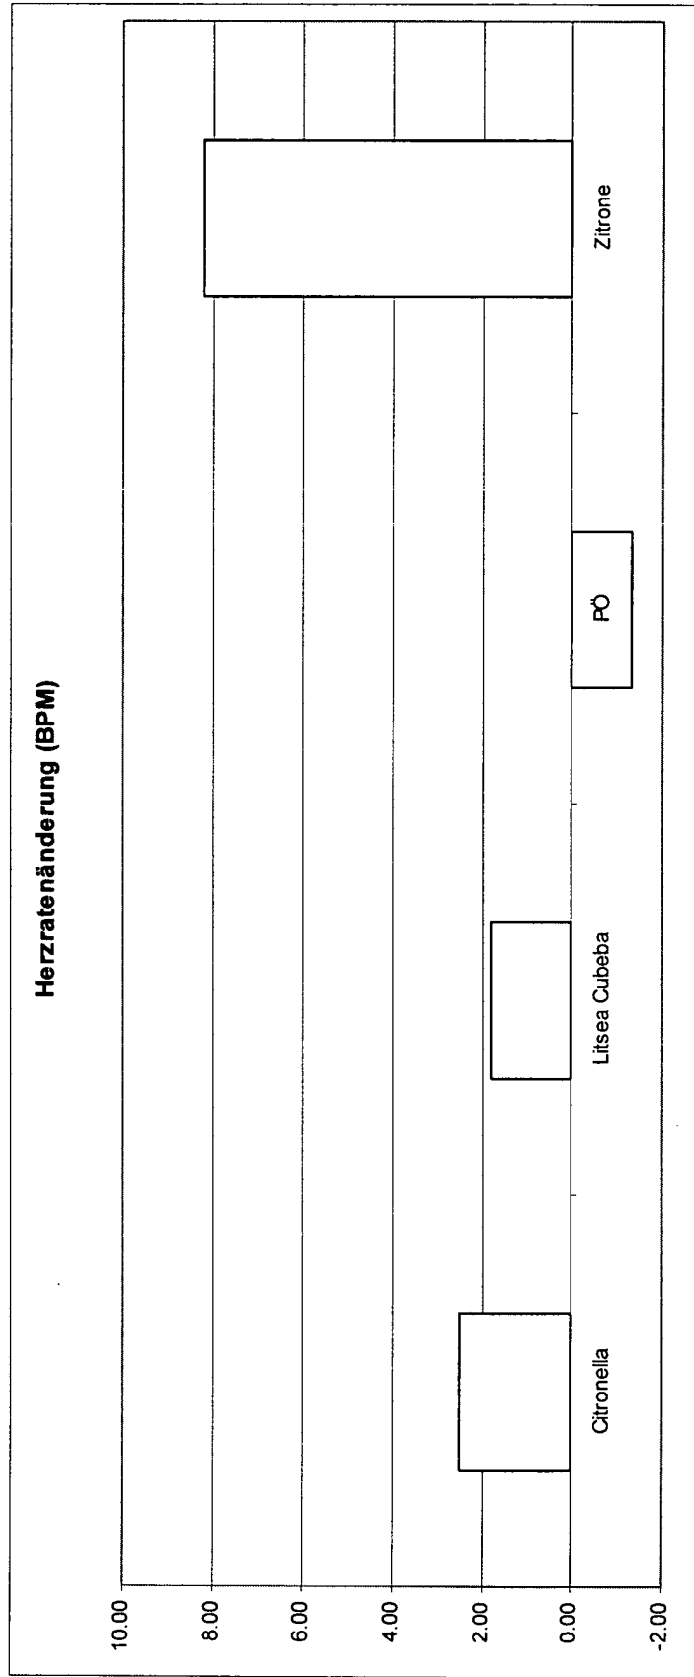 Herzratenänderung (BPM)
10.00
8.00
6.00
4.00
2.00
0.00
-2.00
Citronella
Litsea Cubeba
PÖ
Zitrone